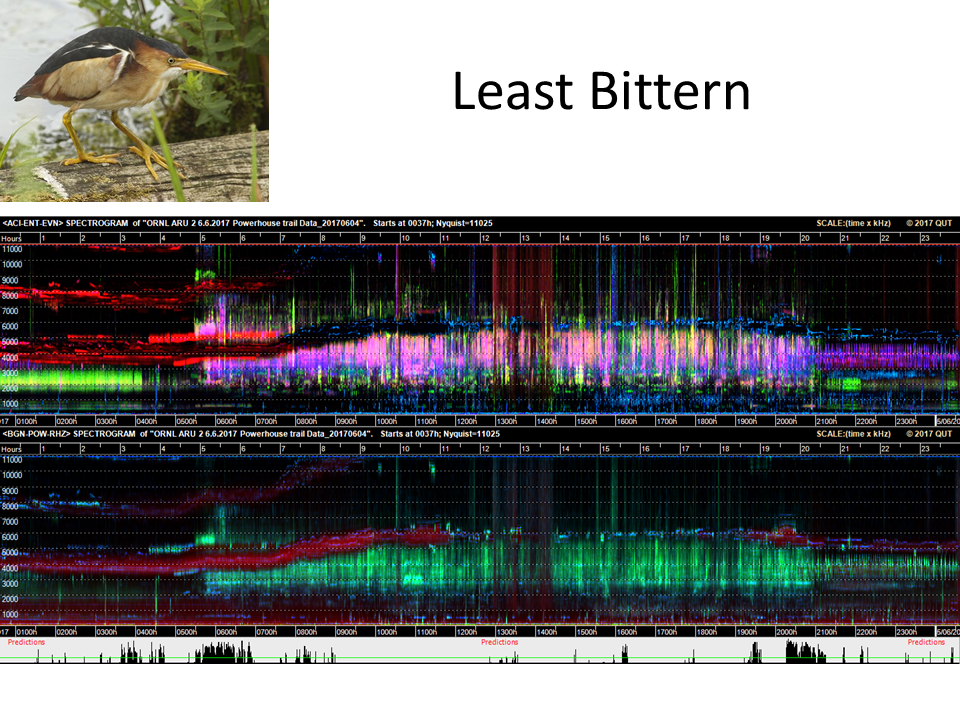 Least Bittern
<ACI-ENT-EVN> SPECTROGRAM of "ORNL ARU 2 6.6.2017 Powerhouse trail Data_20170604". Starts at 0037h; Nyquist=11025 SCALE:(time x kHz) © 2017 QUT
Hours 1 2 3 4 5 6 7 8 9 10 11 12 13 14 15 16 17 18 19 20 21 22 23
11000
10000
9000
8000
7000
6000
5000
4000
3000
2000
1000
17 0100h 0200h 0300h 0400h 0500h 0600h 0700h 0800h 0900h 1000h 1100h 1200h 1300h 1400h 1500h 1600h 1700h 1800h 1900h 2000h 2100h 2200h 2300h 5/06/20
<BGN-POW-RHZ> SPECTROGRAM of "ORNL ARU 2 6.6.2017 Powerhouse trail Data_20170604". Starts at 0037h; Nyquist=11025 SCALE:(time x kHz) © 2017 QUT
Hours 1 2 3 4 5 6 7 8 9 10 11 12 13 14 15 16 17 18 19 20 21 22 23
11000
10000
9000
8000
7000
6000
5000
4000
3000
2000
1000
17 0100h 0200h 0300h 0400h 0500h 0600h 0700h 0800h 0900h 1000h 1100h 1200h 1300h 1400h 1500h 1600h 1700h 1800h 1900h 2000h 2100h 2200h 2300h 5/06/20
Predictions Predictions Predictions